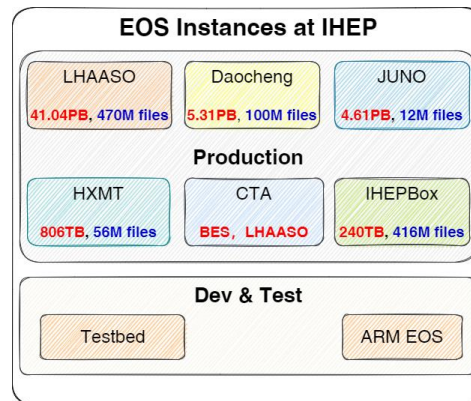 EOS Instances at IHEP
LHAASO
41.04PB, 470M files
Daocheng
5.31PB, 100M files
JUNO
4.61PB, 12M files
Production
HXMT
806TB, 56M files
CTA
BES， LHAASO
IHEPBox
240TB, 416M files
Dev & Test
Testbed
ARM EOS